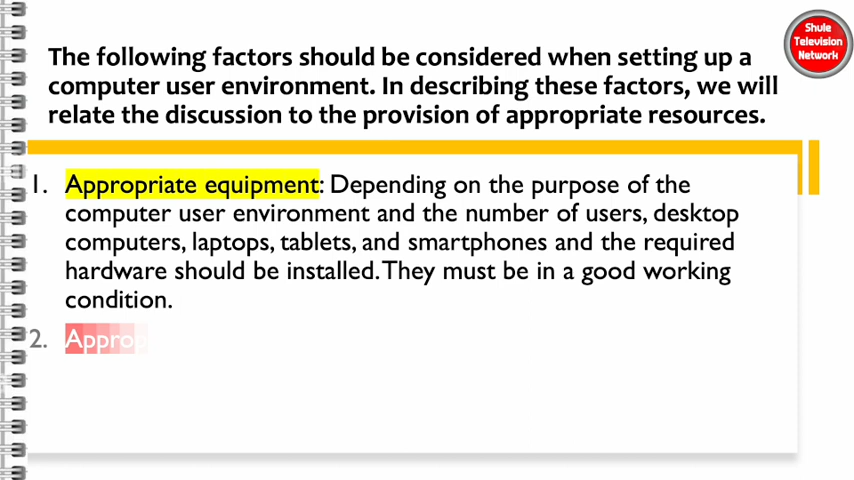 Shule
Television
Network
The following factors should be considered when setting up a
computer user environment. In describing these factors, we will
relate the discussion to the provision of appropriate resources.
1. Appropriate equipment: Depending on the purpose of the
computer user environment and the number of users, desktop
computers, laptops, tablets, and smartphones and the required
hardware should be installed. They must be in a good working
condition.
2.